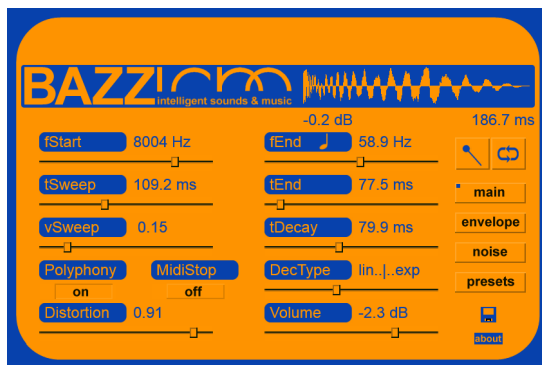 BAZZ ism
intelligent sounds & music
-0.2 dB 186.7 ms
fStart 8004 Hz fEnd 58.9 Hz
tSweep 109.2 ms tEnd 77.5 ms main
vSweep 0.15 tDecay 79.9 ms envelope
Polyphony MidiStop DecType lin..|..exp noise
on off presets
Distortion 0.91 Volume -2.3 dB
about